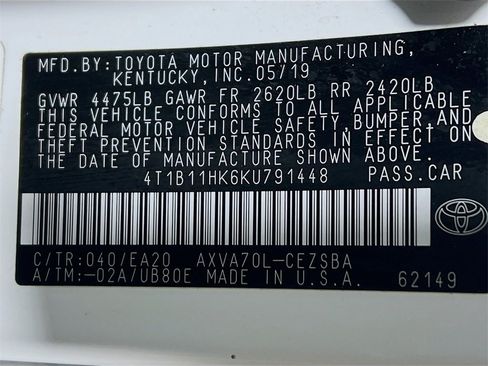 MFD.BY:TOYOTA MOTOR MANUFACTURING,
KENTUCKY,INC.05/19
GVWR 4475LB GAWR FR 2620LB RR 2420LB
THIS VEHICLE CONFORMS TO ALL APPLICABLE
FEDERAL MOTOR VEHICLE SAFETY,BUMPER,AND
THEFT PREVENTION STANDARDS IN EFFECT ON
THE DATE OF MANUFACTURE SHOWN ABOVE.
4T1B11HK6KU791448 PASS.CAR
C/TR:040/EA20 AXVA70L-CEZSBA
A/TM:-02A/UB80E MADE IN U.S.A. 62149